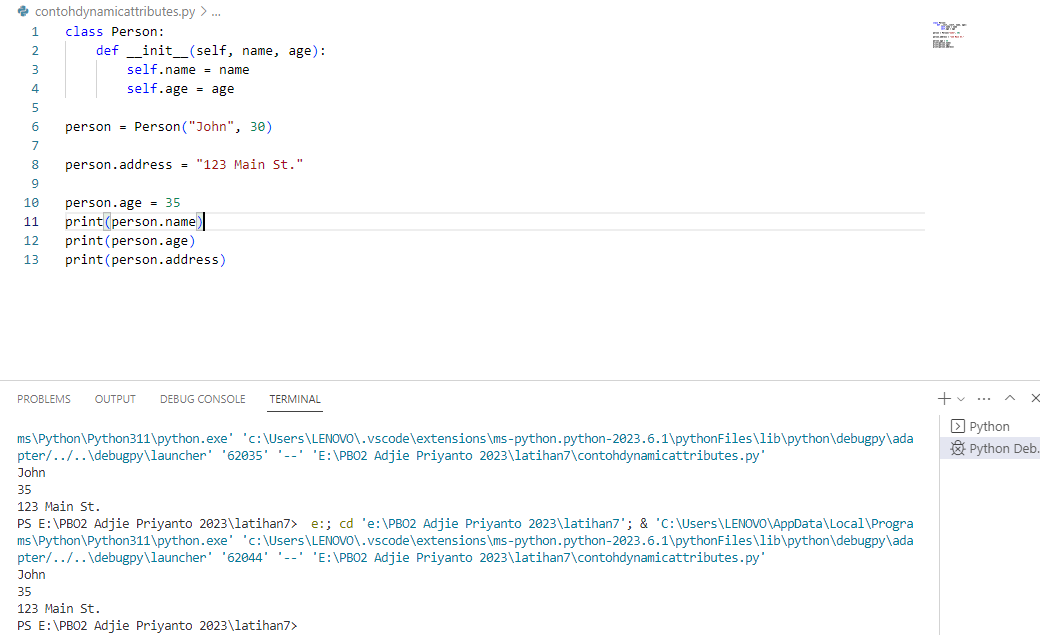 contohdynamicattributes.py > ...
1 class Person:
2     def __init__(self, name, age):
3         self.name = name
4         self.age = age
5
6 person = Person("John", 30)
7
8 person.address = "123 Main St."
9
10 person.age = 35
11 print(person.name)
12 print(person.age)
13 print(person.address)
PROBLEMS OUTPUT DEBUG CONSOLE TERMINAL
Python
Python Deb.
ms\Python\Python311\python.exe' 'c:\Users\LENOVO\.vscode\extensions\ms-python.python-2023.6.1\pythonFiles\lib\python\debugpy\ada
pter/../..\debugpy\launcher' '62035' '--' 'E:\PBO2 Adjie Priyanto 2023\latihan7\contohdynamicattributes.py'
John
35
123 Main St.
PS E:\PBO2 Adjie Priyanto 2023\latihan7>  e:; cd 'e:\PBO2 Adjie Priyanto 2023\latihan7'; & 'C:\Users\LENOVO\AppData\Local\Progra
ms\Python\Python311\python.exe' 'c:\Users\LENOVO\.vscode\extensions\ms-python.python-2023.6.1\pythonFiles\lib\python\debugpy\ada
pter/../..\debugpy\launcher' '62044' '--' 'E:\PBO2 Adjie Priyanto 2023\latihan7\contohdynamicattributes.py'
John
35
123 Main St.
PS E:\PBO2 Adjie Priyanto 2023\latihan7>